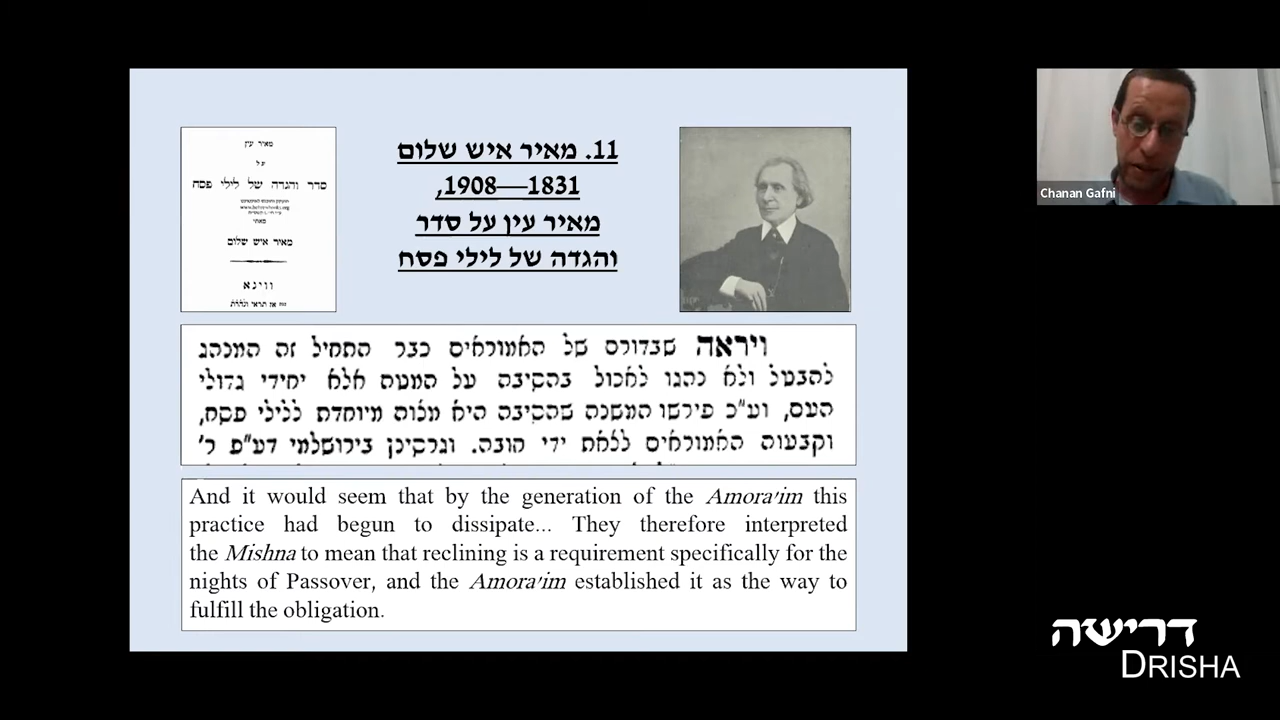 מאיר עין
על
סדר והגדה של לילי פסח
מאתי
מאיר איש שלום
ווינא
11. מאיר איש שלום
1831—1908,
מאיר עין על סדר
והגדה של לילי פסח
ויראה שבדורם של האמוראים כבר התחיל זה המנהג
להבטל ולא נהגו לאכול בהסיבה על המטה אלא יחידי גדולי
העם, וע"כ פירשו המשנה שהסיבה היא מצוה מיוחדת ללילי פסח,
וקבעוה האמוראים לצאת ידי חובה. וגרסינן בירושלמי דע"פ ר'
And it would seem that by the generation of the Amora'im this
practice had begun to dissipate... They therefore interpreted
the Mishna to mean that reclining is a requirement specifically for the
nights of Passover, and the Amora'im established it as the way to
fulfill the obligation.
Chanan Gafni
דרישה
DRISHA